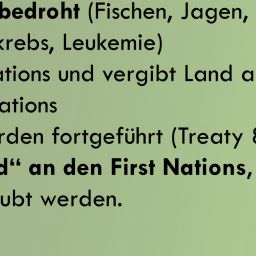 bedroht (Fischen, Jagen,
krebs, Leukemie)
ations und vergibt Land a
ations
rden fortgeführt (Treaty 8
d“ an den First Nations,
ubt werden.